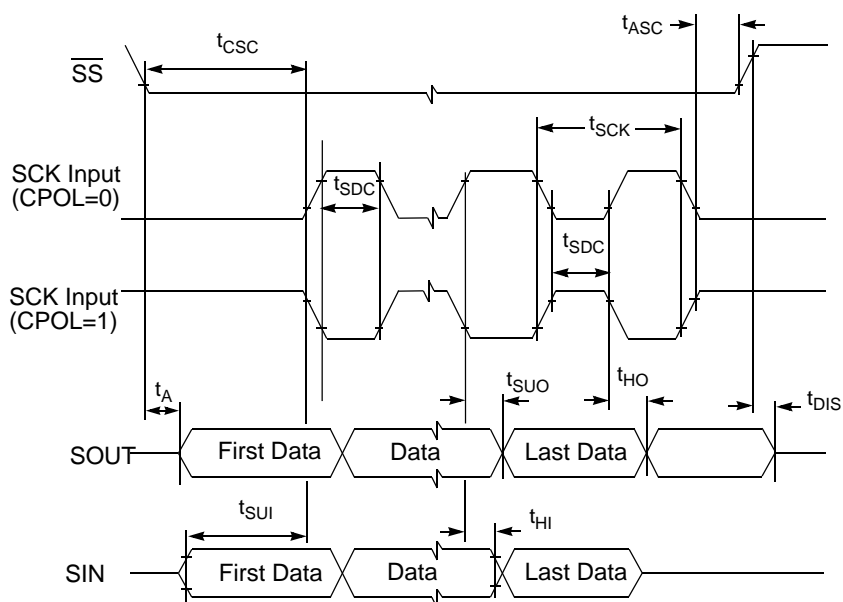 tCSC
tASC
SS
tSCK
SCK Input
(CPOL=0)
tSDC
tSDC
SCK Input
(CPOL=1)
tA
tSUO
tHO
tDIS
SOUT
First Data
Data
Last Data
tSUI
tHI
SIN
First Data
Data
Last Data